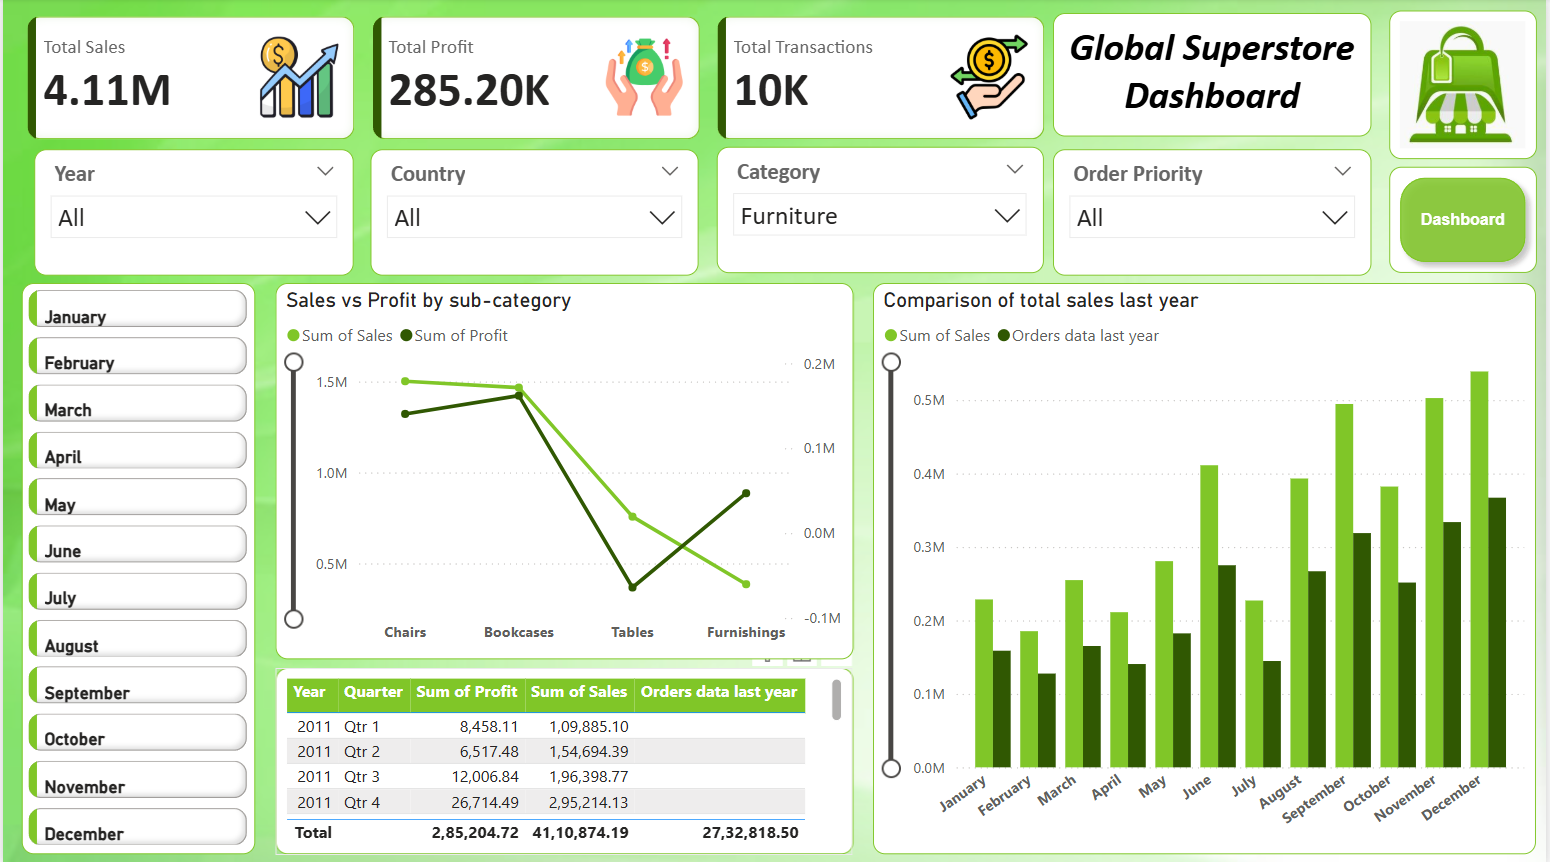 Total Sales
4.11M
Total Profit
285.20K
Total Transactions
10K
Global Superstore
Dashboard
Year
All
Country
All
Category
Furniture
Order Priority
All
Dashboard
January
February
March
April
May
June
July
August
September
October
November
December
Sales vs Profit by sub-category
Sum of Sales Sum of Profit
1.5M
1.0M
0.5M
0.2M
0.1M
0.0M
-0.1M
Chairs Bookcases Tables Furnishings
Year Quarter Sum of Profit Sum of Sales Orders data last year
2011 Qtr 1 8,458.11 1,09,885.10
2011 Qtr 2 6,517.48 1,54,694.39
2011 Qtr 3 12,006.84 1,96,398.77
2011 Qtr 4 26,714.49 2,95,214.13
Total 2,85,204.72 41,10,874.19 27,32,818.50
Comparison of total sales last year
Sum of Sales Orders data last year
0.5M
0.4M
0.3M
0.2M
0.1M
0.0M
January February March April May June July August September October November December